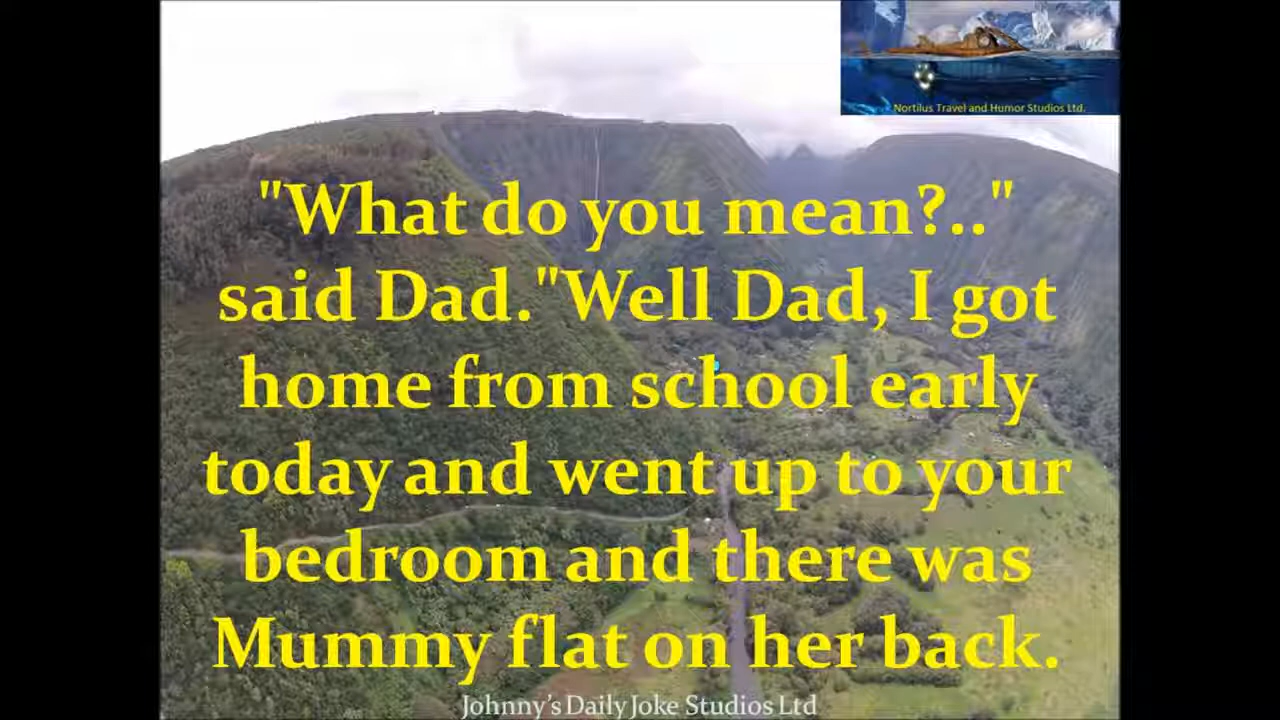 Nortilus Travel and Humor Studios Ltd.
"What do you mean?.."
said Dad."Well Dad, I got
home from school early
today and went up to your
bedroom and there was
Mummy flat on her back.
Johnny's Daily Joke Studios Ltd